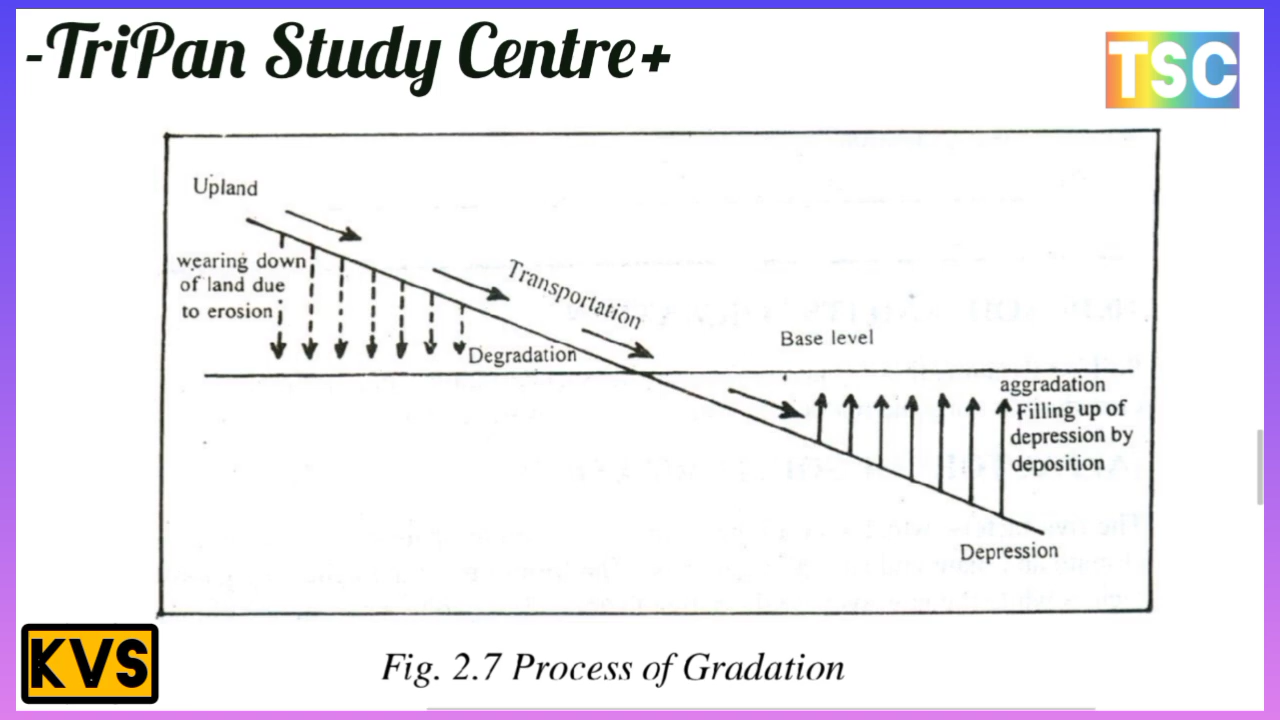 -TriPan Study Centre+
TSC
Upland
wearing down
of land due
to erosion
Transportation
Degradation
Base level
aggradation
Filling up of
depression by
deposition
Depression
KVS
Fig. 2.7 Process of Gradation